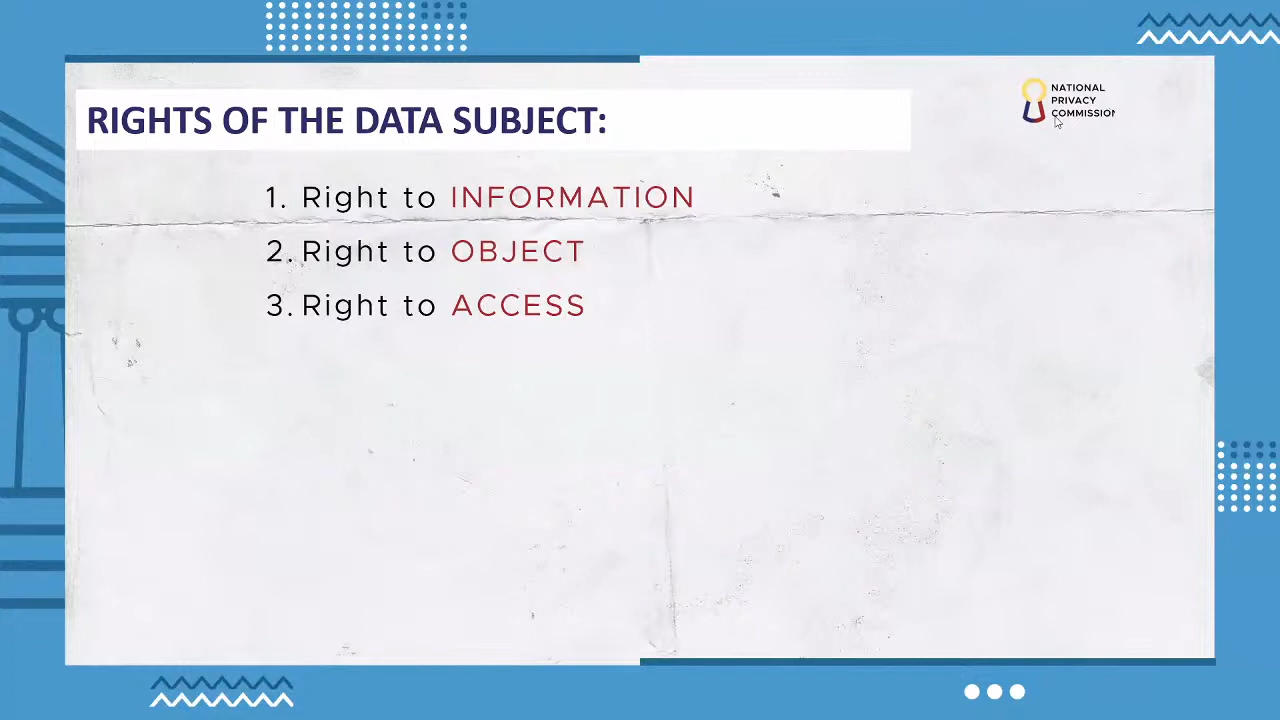 RIGHTS OF THE DATA SUBJECT:
NATIONAL
PRIVACY
COMMISSION
1. Right to INFORMATION
2. Right to OBJECT
3. Right to ACCESS